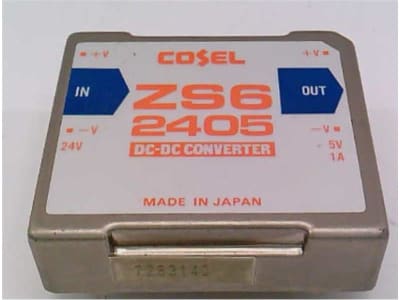 +V COSEL +V
IN ZS6 OUT
2405
-V -V
24V DC-DC CONVERTER 5V
1A
MADE IN JAPAN